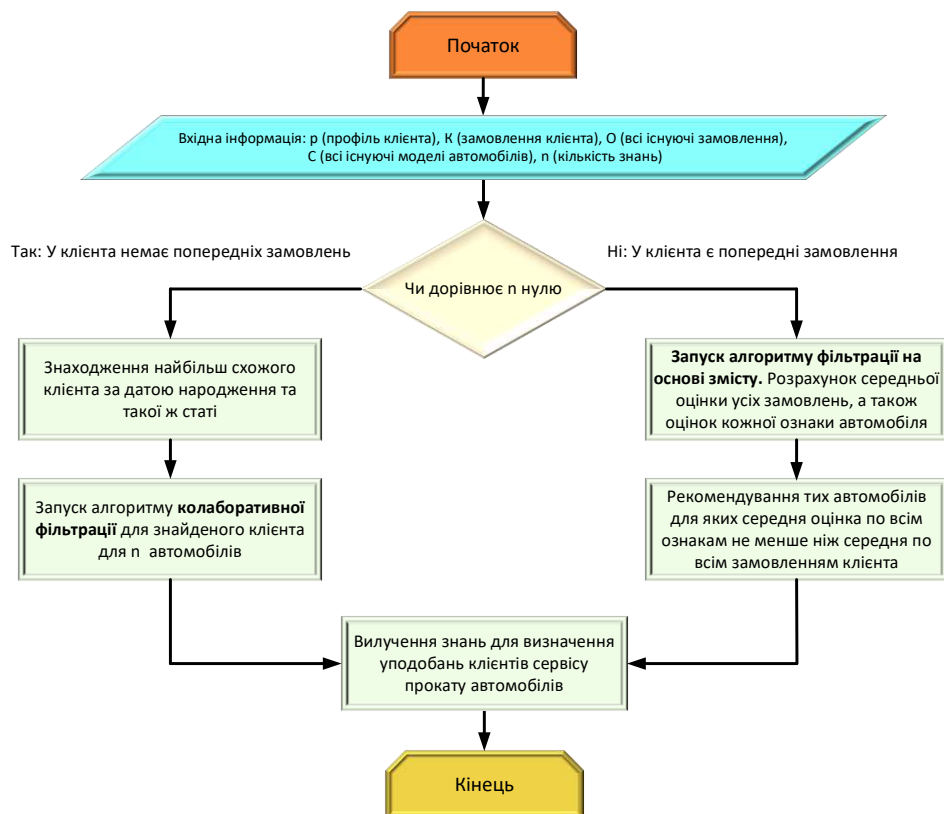 Початок
Вхідна інформація: р (профіль клієнта), К (замовлення клієнта), О (всі існуючі замовлення),
С (всі існуючі моделі автомобілів), n (кількість знань)
Так: У клієнта немає попередніх замовлень
Ні: У клієнта є попередні замовлення
Чи дорівнює n нулю
Знаходження найбільш схожого
клієнта за датою народження та
такої ж статі
Запуск алгоритму фільтрації на
основі змісту. Розрахунок середньої
оцінки усіх замовлень, а також
оцінок кожної ознаки автомобіля
Запуск алгоритму колаборативної
фільтрації для знайденого клієнта
для n автомобілів
Рекомендування тих автомобілів
для яких середня оцінка по всім
ознакам не менше ніж середня по
всім замовленням клієнта
Вилучення знань для визначення
уподобань клієнтів сервісу
прокату автомобілів
Кінець